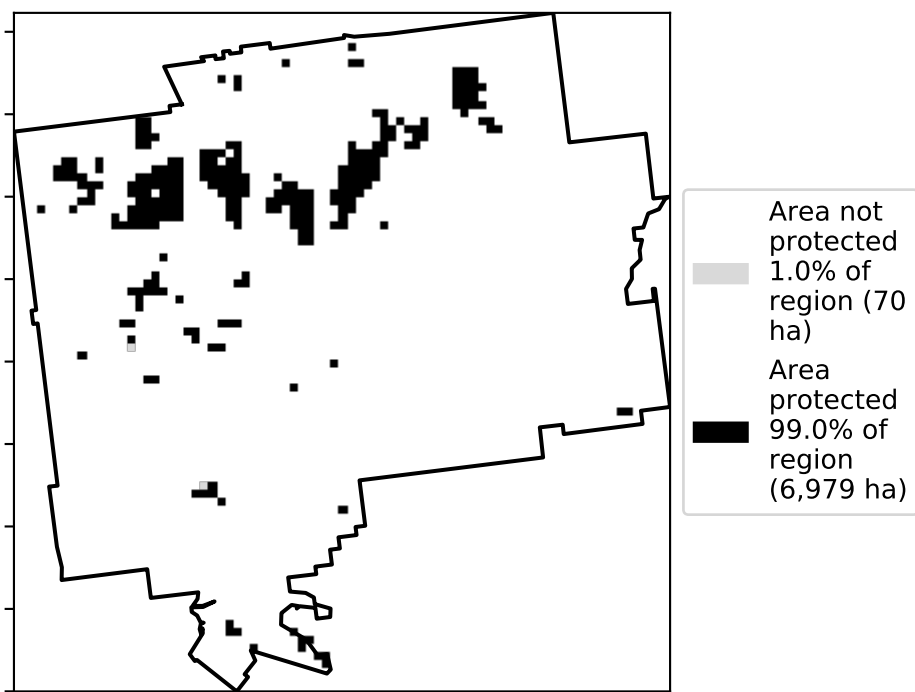 Area not
protected
1.0% of
region (70
ha)
Area
protected
99.0% of
region
(6,979 ha)